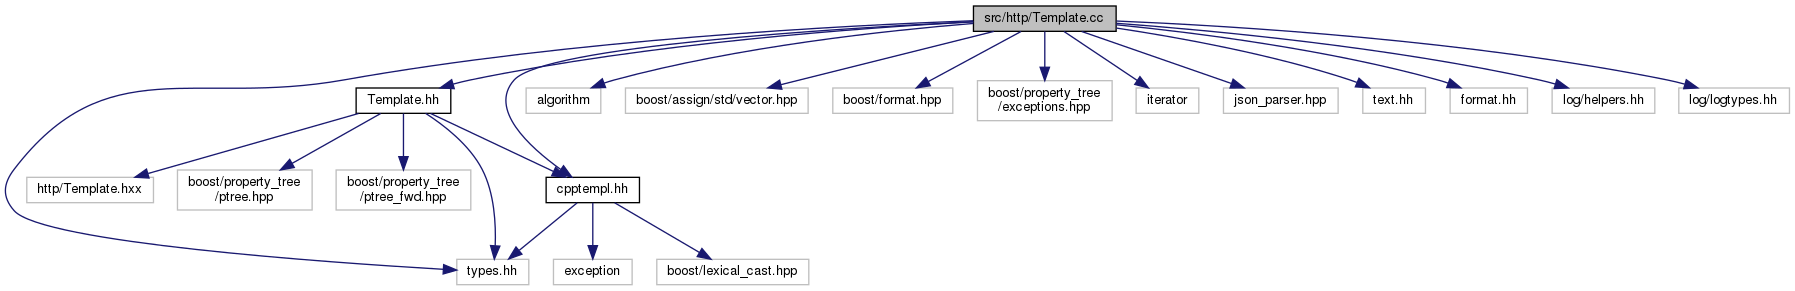 src/http/Template.cc
Template.hh
algorithm
boost/assign/std/vector.hpp
boost/format.hpp
boost/property_tree
/exceptions.hpp
iterator
json_parser.hpp
text.hh
format.hh
log/helpers.hh
log/logtypes.hh
http/Template.hxx
boost/property_tree
/ptree.hpp
boost/property_tree
/ptree_fwd.hpp
cpptempl.hh
types.hh
exception
boost/lexical_cast.hpp